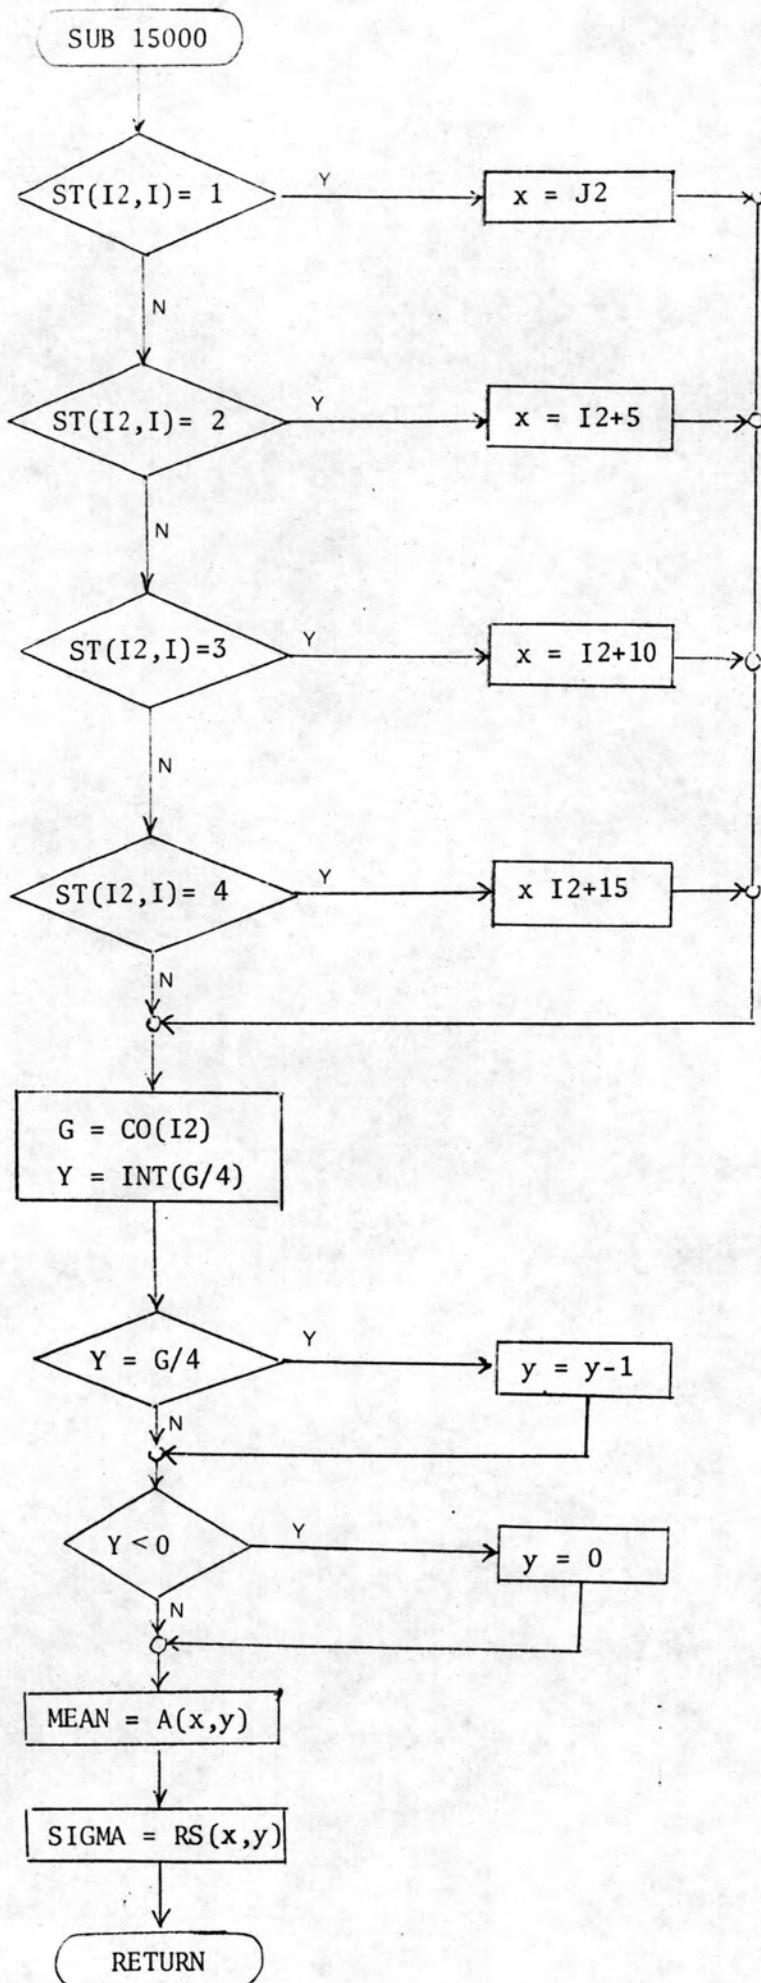 SUB 15000
ST(I2,I)= 1
Y
x = J2
N
ST(I2,I)= 2
Y
x = I2+5
N
ST(I2,I)=3
Y
x = I2+10
N
ST(I2,I)= 4
Y
x I2+15
N
G = CO(I2)
Y = INT(G/4)
Y = G/4
Y
y = y-1
N
Y < 0
Y
y = 0
N
MEAN = A(x,y)
SIGMA = RS(x,y)
RETURN